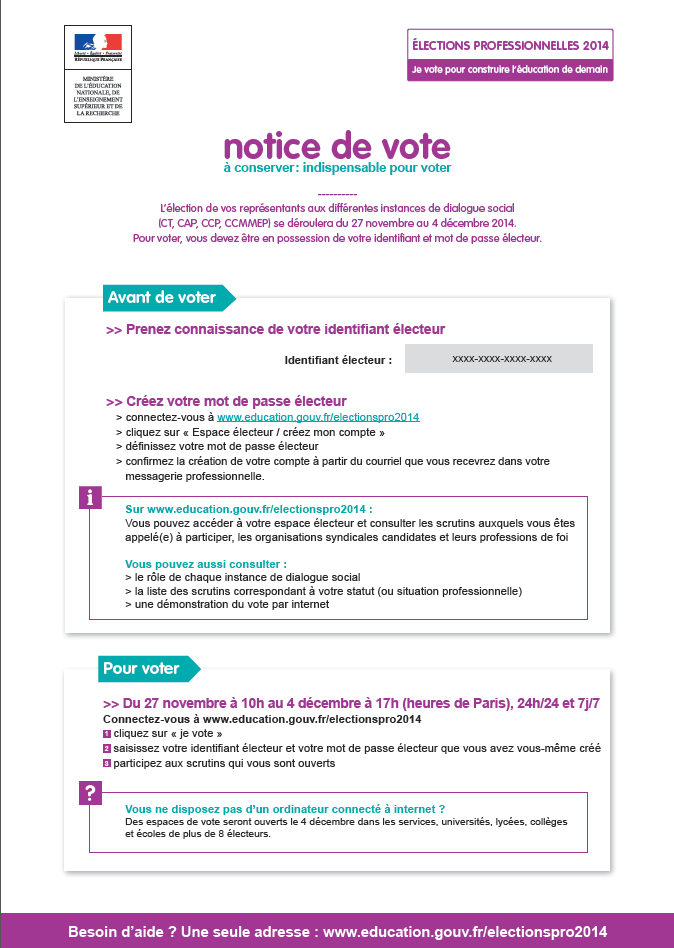 Liberté • Égalité • Fraternité
RÉPUBLIQUE FRANÇAISE
MINISTÈRE
DE L'ÉDUCATION
NATIONALE, DE
L'ENSEIGNEMENT
SUPÉRIEUR ET DE
LA RECHERCHE
ÉLECTIONS PROFESSIONNELLES 2014
Je vote pour construire l'éducation de demain
notice de vote
à conserver : indispensable pour voter
----------
L'élection de vos représentants aux différentes instances de dialogue social
(CT, CAP, CCP, CCMMEP) se déroulera du 27 novembre au 4 décembre 2014.
Pour voter, vous devez être en possession de votre identifiant et mot de passe électeur.
Avant de voter
>> Prenez connaissance de votre identifiant électeur
Identifiant électeur : xxxx-xxxx-xxxx-xxxx
>> Créez votre mot de passe électeur
> connectez-vous à www.education.gouv.fr/electionspro2014
> cliquez sur « Espace électeur / créez mon compte »
> définissez votre mot de passe électeur
> confirmez la création de votre compte à partir du courriel que vous recevrez dans votre
messagerie professionnelle.
i
Sur www.education.gouv.fr/electionspro2014 :
Vous pouvez accéder à votre espace électeur et consulter les scrutins auxquels vous êtes
appelé(e) à participer, les organisations syndicales candidates et leurs professions de foi
Vous pouvez aussi consulter :
> le rôle de chaque instance de dialogue social
> la liste des scrutins correspondant à votre statut (ou situation professionnelle)
> une démonstration du vote par internet
Pour voter
>> Du 27 novembre à 10h au 4 décembre à 17h (heures de Paris), 24h/24 et 7j/7
Connectez-vous à www.education.gouv.fr/electionspro2014
1 cliquez sur « je vote »
2 saisissez votre identifiant électeur et votre mot de passe électeur que vous avez vous-même créé
3 participez aux scrutins qui vous sont ouverts
?
Vous ne disposez pas d'un ordinateur connecté à internet ?
Des espaces de vote seront ouverts le 4 décembre dans les services, universités, lycées, collèges
et écoles de plus de 8 électeurs.
Besoin d'aide ? Une seule adresse : www.education.gouv.fr/electionspro2014